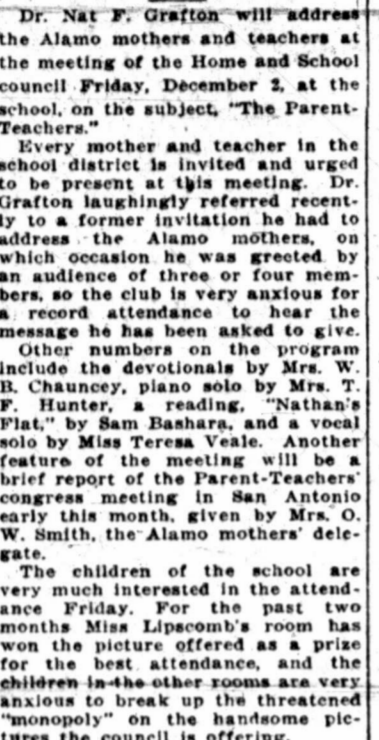 Dr. Nat F. Grafton will address
the Alamo mothers and teachers at
the meeting of the Home and School
council Friday, December 2, at the
school, on the subject, "The Parent-
Teachers."
Every mother and teacher in the
school district is invited and urged
to be present at this meeting. Dr.
Grafton laughingly referred recent-
ly to a former invitation he had to
address the Alamo mothers, on
which occasion he was greeted by
an audience of three or four mem-
bers, so the club is very anxious for
a record attendance to hear the
message he has been asked to give.
Other numbers on the program
include the devotionals by Mrs. W.
B. Chauncey, piano solo by Mrs. T.
F. Hunter, a reading, "Nathan's
Flat," by Sam Bashara, and a vocal
solo by Miss Teresa Veale. Another
feature of the meeting will be a
brief report of the Parent-Teachers'
congress meeting in San Antonio
early this month, given by Mrs. O.
W. Smith, the Alamo mothers' dele-
gate.
The children of the school are
very much interested in the attend-
ance Friday. For the past two
months Miss Lipscomb's room has
won the picture offered as a prize
for the best attendance, and the
children in the other rooms are very
anxious to break up the threatened
"monopoly" on the handsome pic-
tures the council is offering.